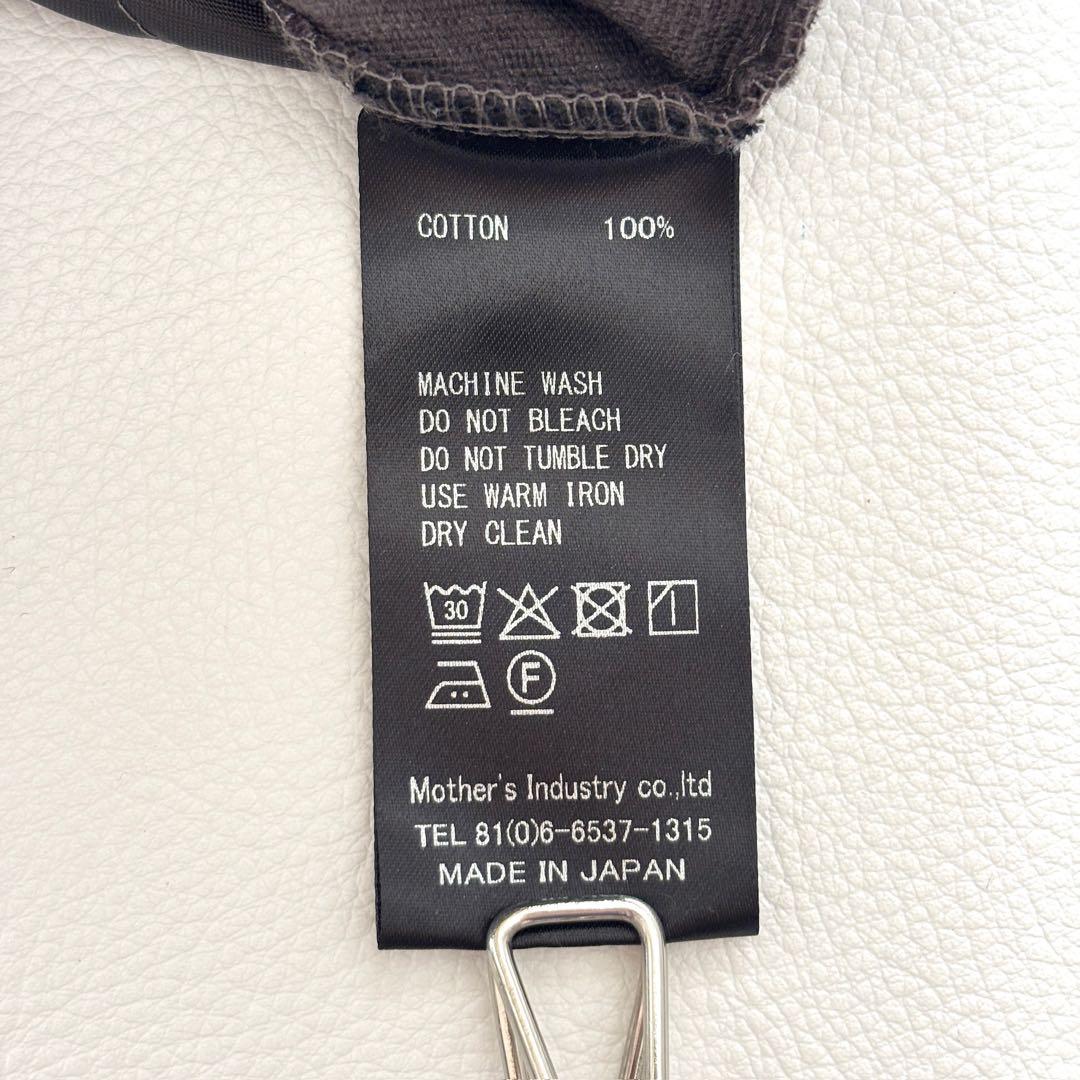 COTTON 100%
MACHINE WASH
DO NOT BLEACH
DO NOT TUMBLE DRY
USE WARM IRON
DRY CLEAN
30
F
Mother's Industry co.,ltd
TEL 81(0)6-6537-1315
MADE IN JAPAN